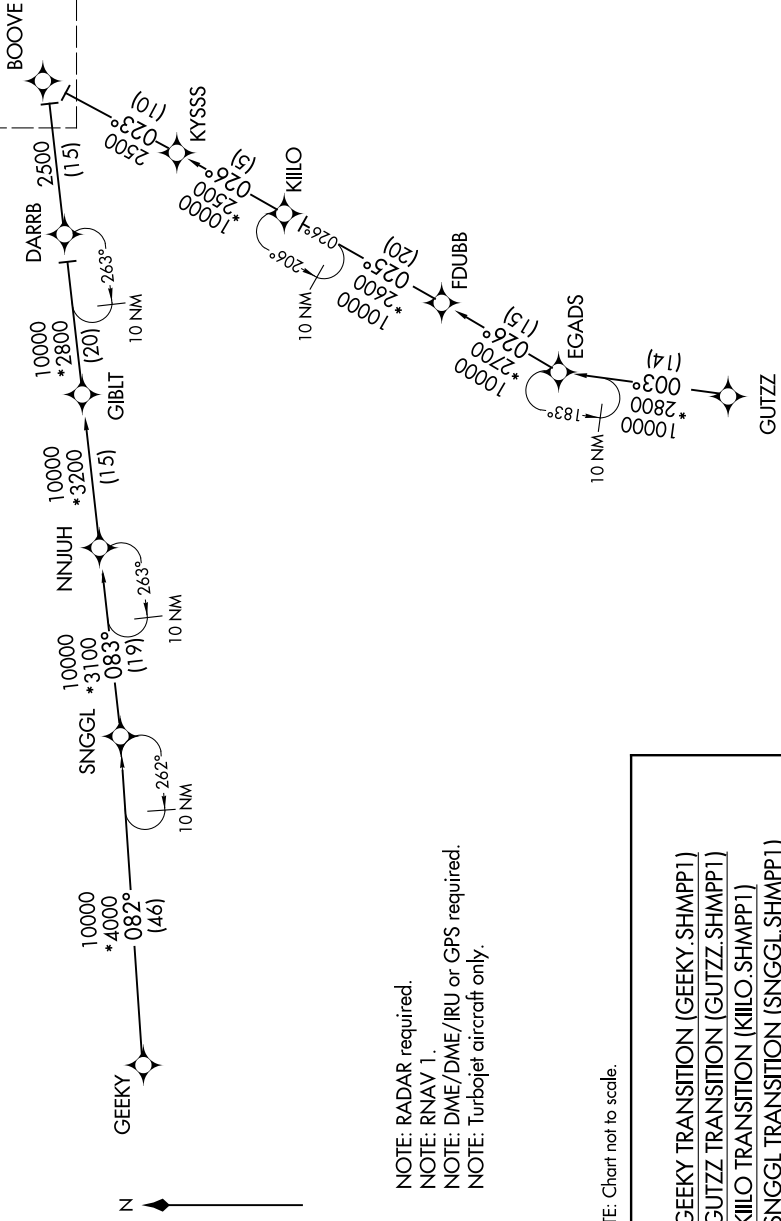 BOOVE
2500
(15)
DARRB
263°
10 NM
10000
*2800
(20)
GIBLT
10000
*3200
(15)
NNJUH
263°
10 NM
10000
*3100
083°
(19)
SNGGL
262°
10 NM
10000
*4000
082°
(46)
GEEKY
N
2500
023°
(10)
KYSSS
10000
*2500
026°
(5)
KIILO
026°
206°
10 NM
10000
*2600
025°
(20)
FDUBB
10000
*2700
026°
(15)
EGADS
183°
10 NM
10000
*2800
003°
(14)
GUTZZ
NOTE: RADAR required.
NOTE: RNAV 1.
NOTE: DME/DME/IRU or GPS required.
NOTE: Turbojet aircraft only.
TE: Chart not to scale.
GEEKY TRANSITION (GEEKY.SHMPP1)
GUTZZ TRANSITION (GUTZZ.SHMPP1)
KIILO TRANSITION (KIILO.SHMPP1)
SNGGL TRANSITION (SNGGL.SHMPP1)